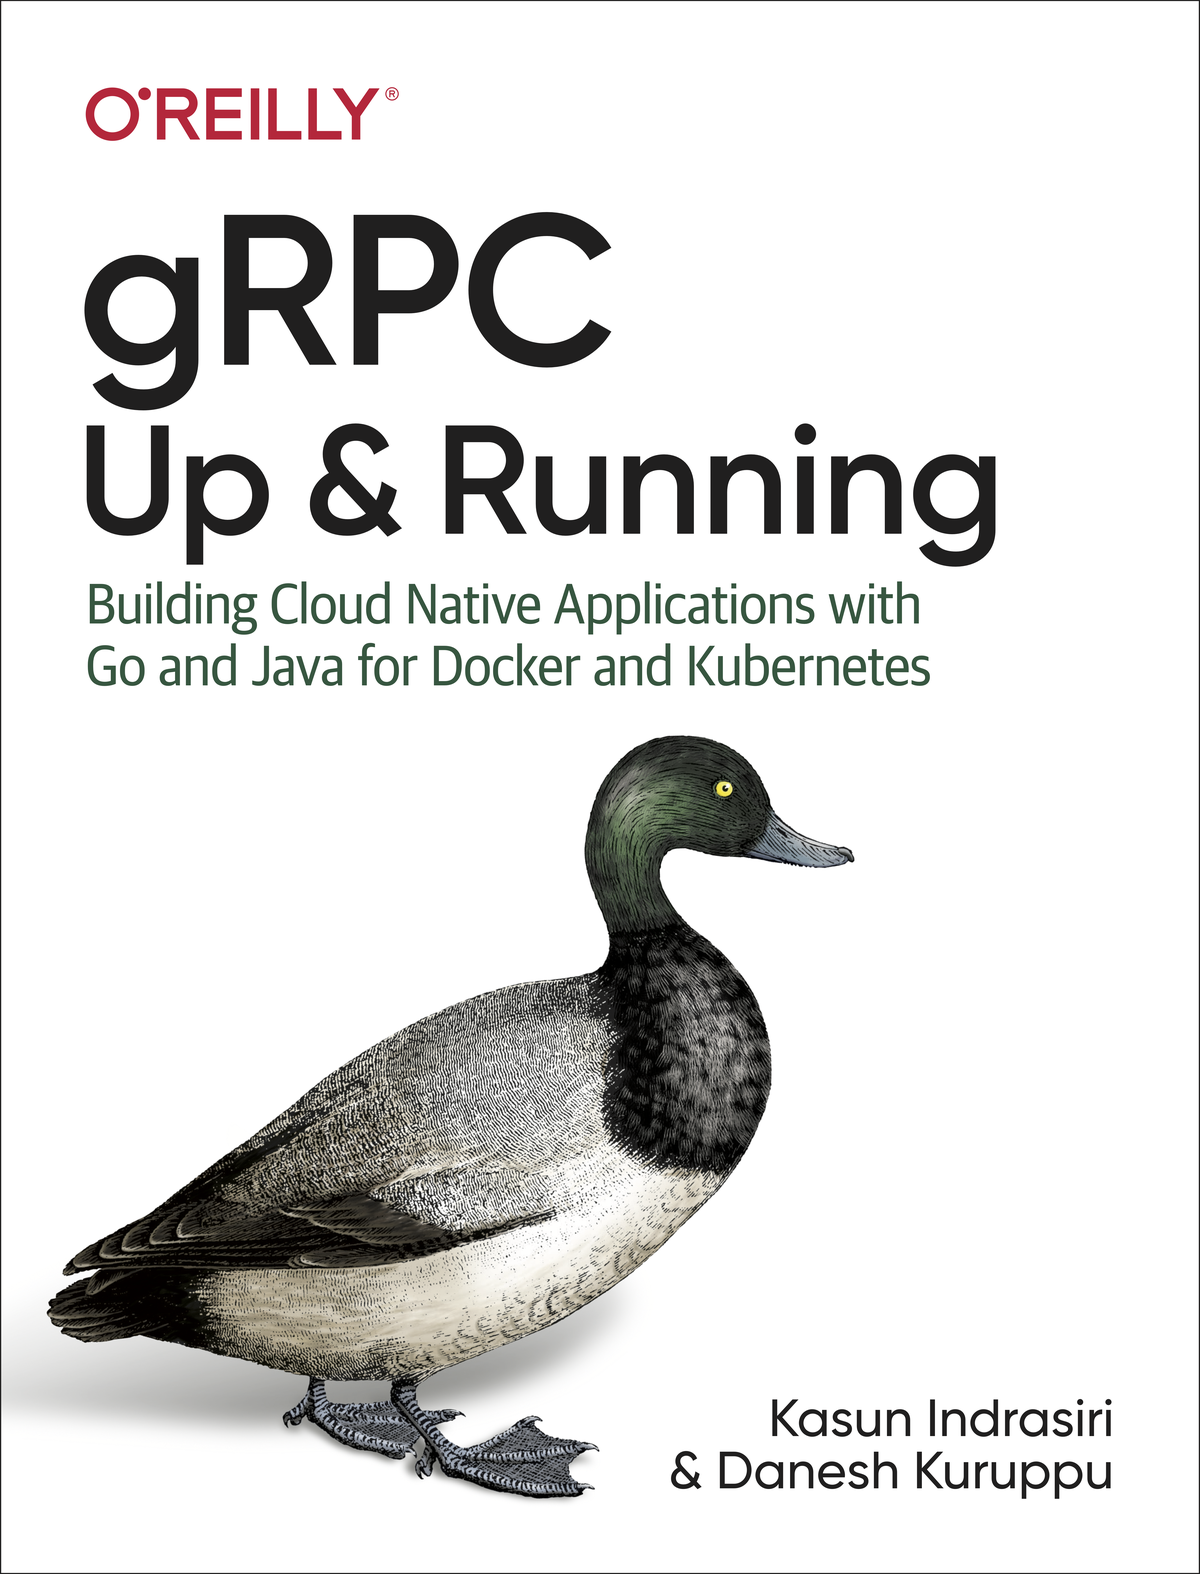 O'REILLY®
gRPC
Up & Running
Building Cloud Native Applications with
Go and Java for Docker and Kubernetes
Kasun Indrasiri
& Danesh Kuruppu